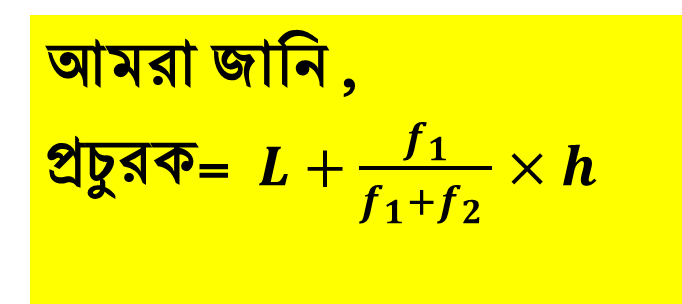 আমরা জানি ,
প্রচুরক= L + f₁/(f₁+f₂) × h